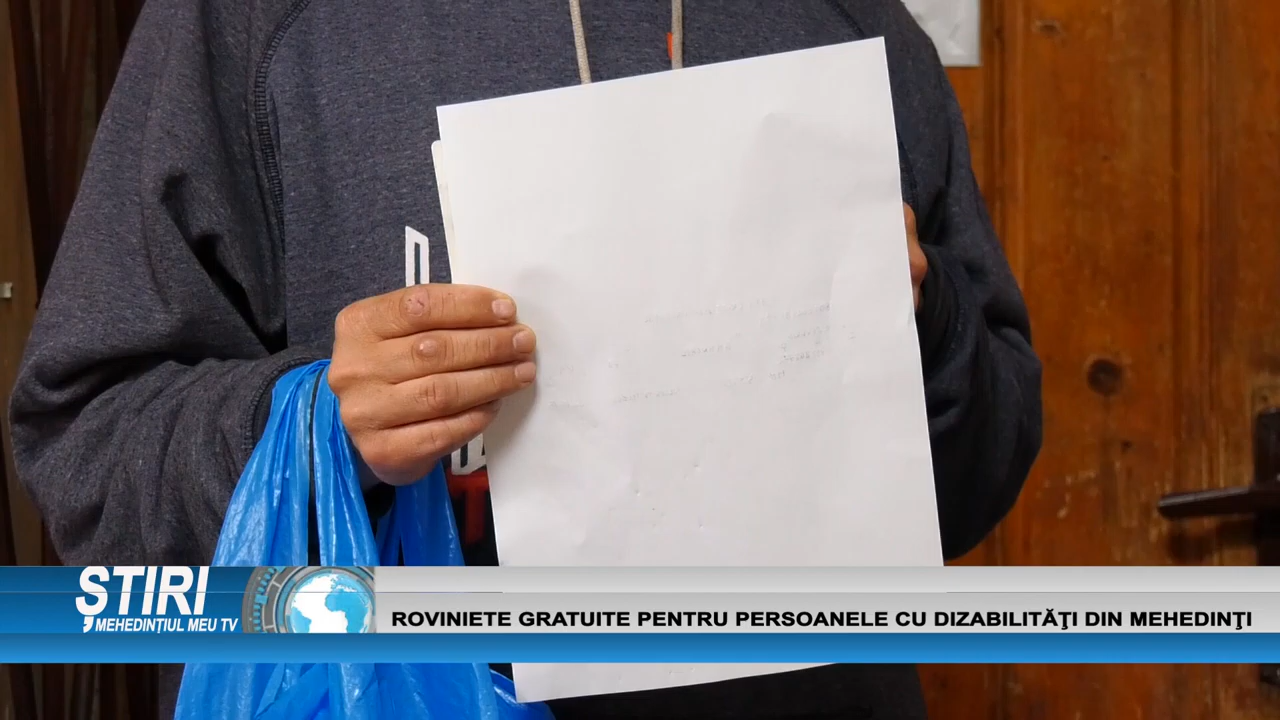 ȘTIRI
MEHEDINȚIUL MEU TV
ROVINIETE GRATUITE PENTRU PERSOANELE CU DIZABILITĂŢI DIN MEHEDINŢI